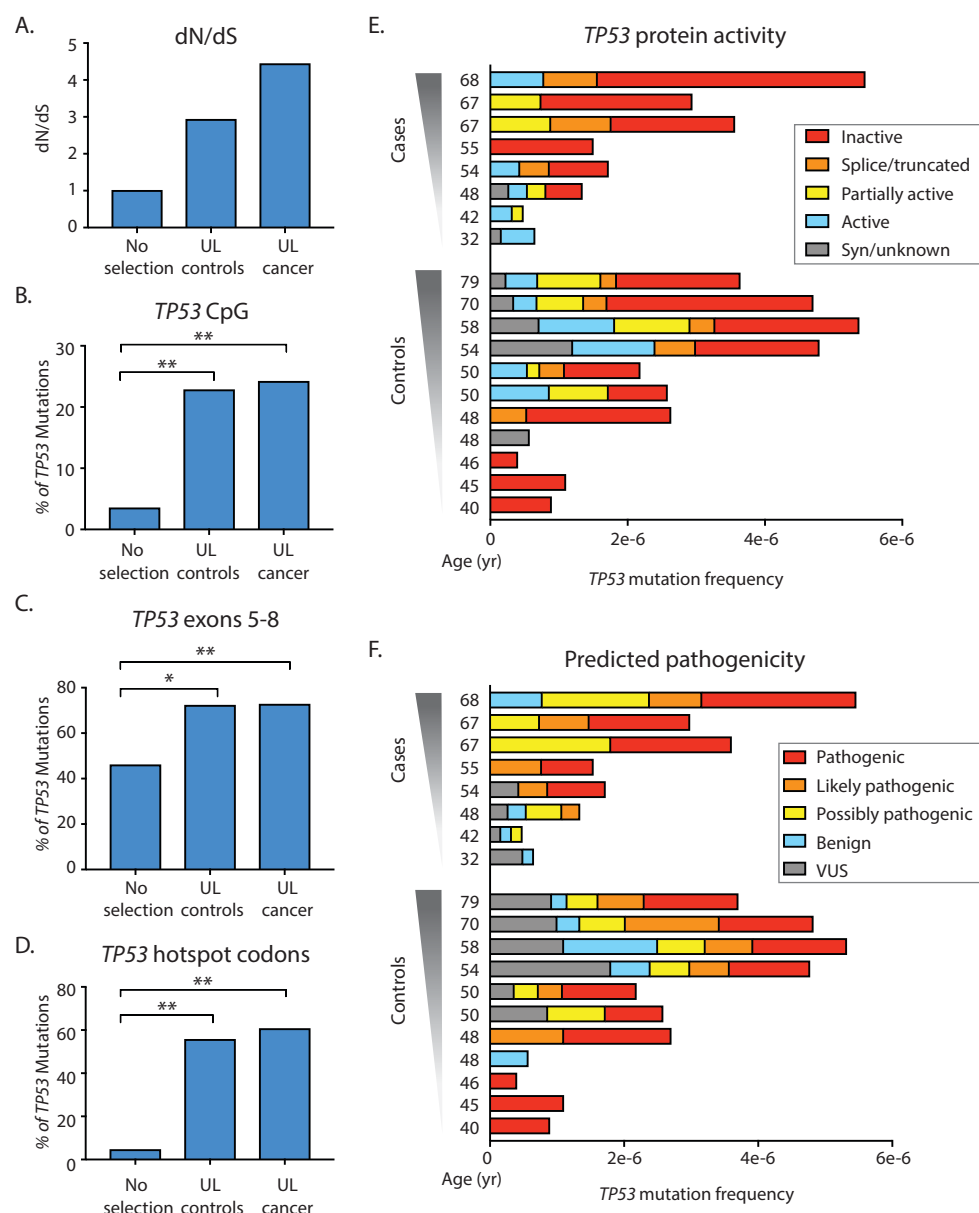 A.
dN/dS
5
4
3
2
1
0
dN/dS
No selection
UL controls
UL cancer
B.
TP53 CpG
**
**
30
20
10
0
% of TP53 Mutations
No selection
UL controls
UL cancer
C.
TP53 exons 5-8
**
*
80
60
40
20
0
% of TP53 Mutations
No selection
UL controls
UL cancer
D.
TP53 hotspot codons
**
**
80
60
40
20
0
% of TP53 Mutations
No selection
UL controls
UL cancer
E.
TP53 protein activity
Cases
68
67
67
55
54
48
42
32
Controls
79
70
58
54
50
50
48
48
46
45
40
Inactive
Splice/truncated
Partially active
Active
Syn/unknown
0
2e-6
4e-6
6e-6
Age (yr)
TP53 mutation frequency
F.
Predicted pathogenicity
Cases
68
67
67
55
54
48
42
32
Controls
79
70
58
54
50
50
48
48
46
45
40
Pathogenic
Likely pathogenic
Possibly pathogenic
Benign
VUS
0
2e-6
4e-6
6e-6
Age (yr)
TP53 mutation frequency